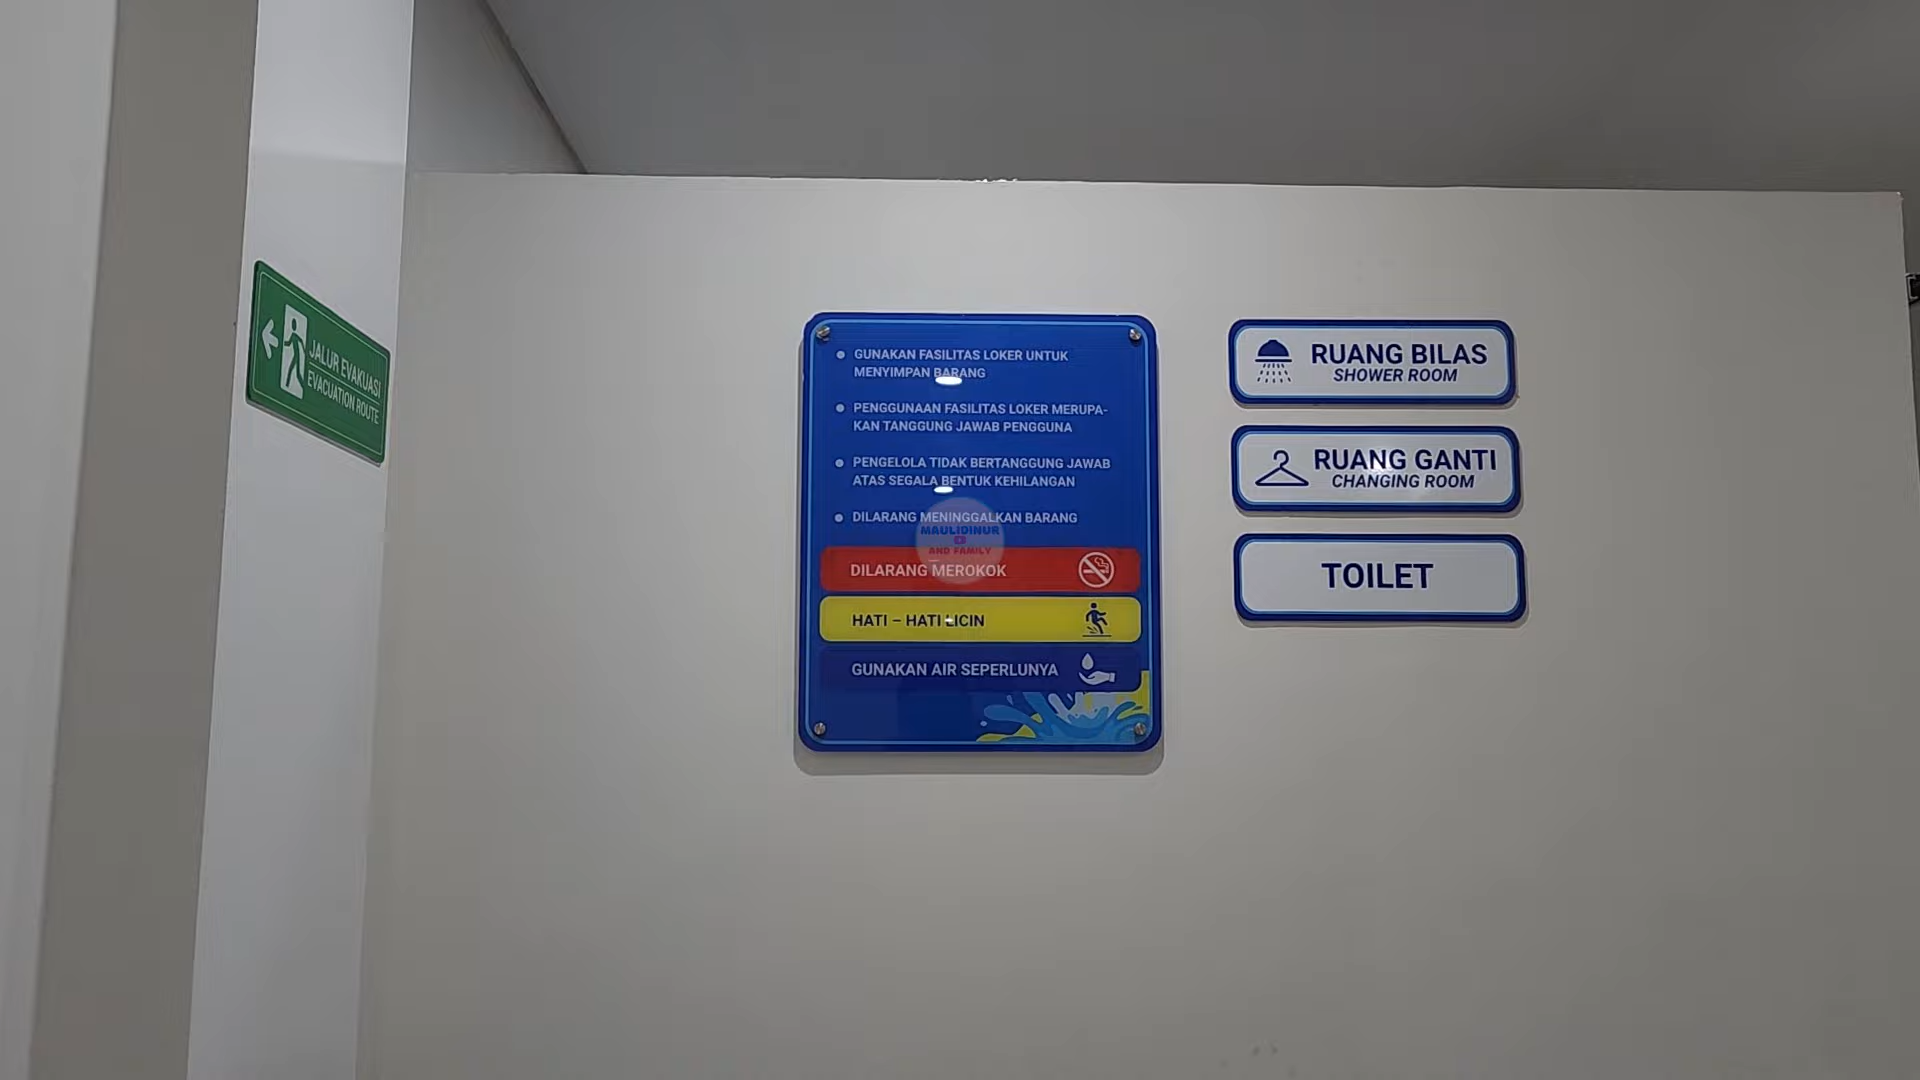 JALUR EVAKUASI
EVACUATION ROUTE
GUNAKAN FASILITAS LOKER UNTUK
MENYIMPAN BARANG
PENGGUNAAN FASILITAS LOKER MERUPA-
KAN TANGGUNG JAWAB PENGGUNA
PENGELOLA TIDAK BERTANGGUNG JAWAB
ATAS SEGALA BENTUK KEHILANGAN
DILARANG MENINGGALKAN BARANG
MAULIDINUR
AND FAMILY
DILARANG MEROKOK
HATI – HATI LICIN
GUNAKAN AIR SEPERLUNYA
RUANG BILAS
SHOWER ROOM
RUANG GANTI
CHANGING ROOM
TOILET